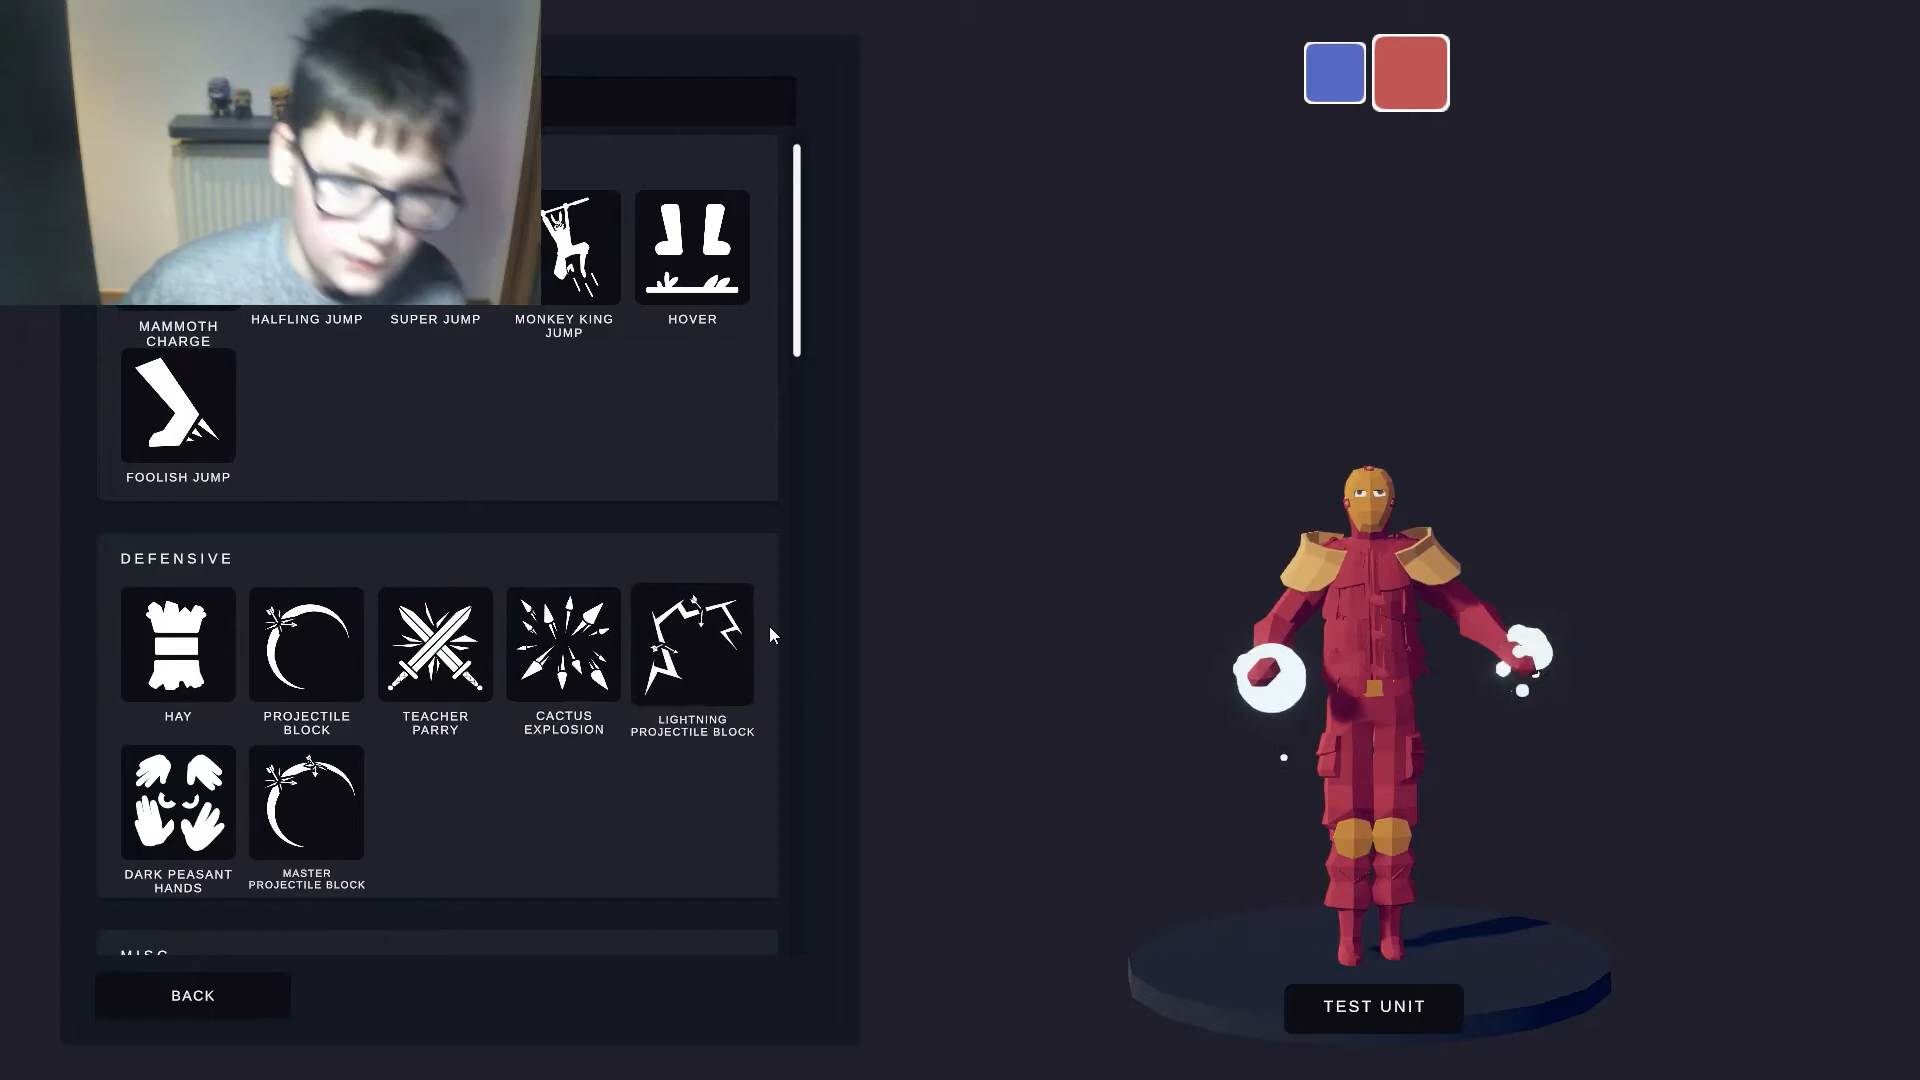 MAMMOTH
CHARGE
HALFLING JUMP
SUPER JUMP
MONKEY KING
JUMP
HOVER
FOOLISH JUMP
DEFENSIVE
HAY
PROJECTILE
BLOCK
TEACHER
PARRY
CACTUS
EXPLOSION
LIGHTNING
PROJECTILE BLOCK
DARK PEASANT
HANDS
MASTER
PROJECTILE BLOCK
MISC
BACK
TEST UNIT